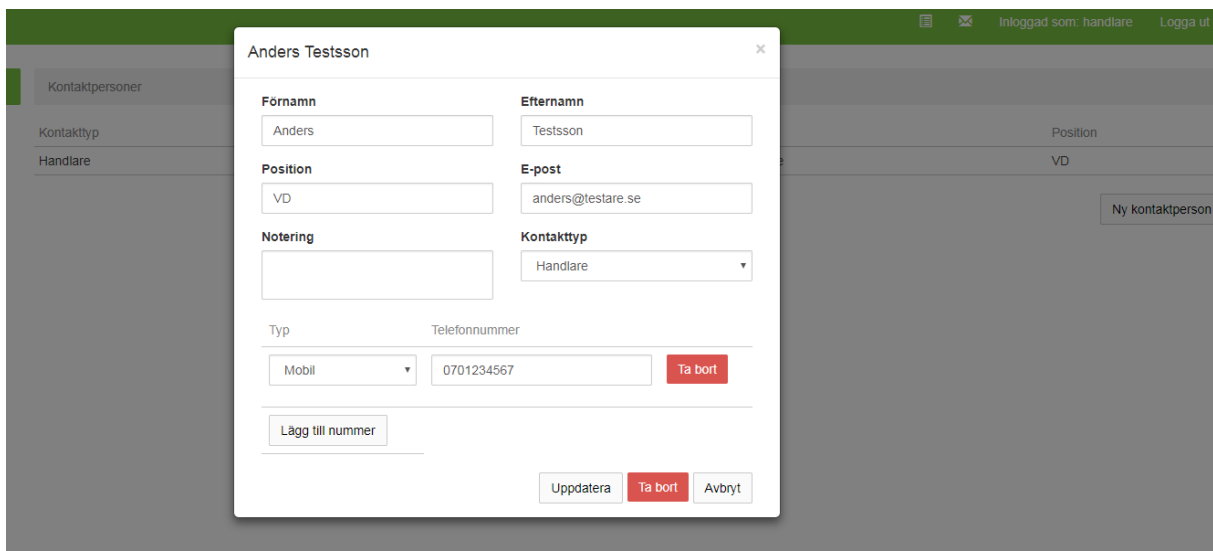 Inloggad som: handlare Logga ut
Anders Testsson ×
Kontaktpersoner
Förnamn Efternamn
Anders Testsson
Kontakttyp Position
Handlare VD
Position E-post
VD anders@testare.se
Ny kontaktperson
Notering Kontakttyp
Handlare
Typ Telefonnummer
Mobil 0701234567 Ta bort
Lägg till nummer
Uppdatera Ta bort Avbryt